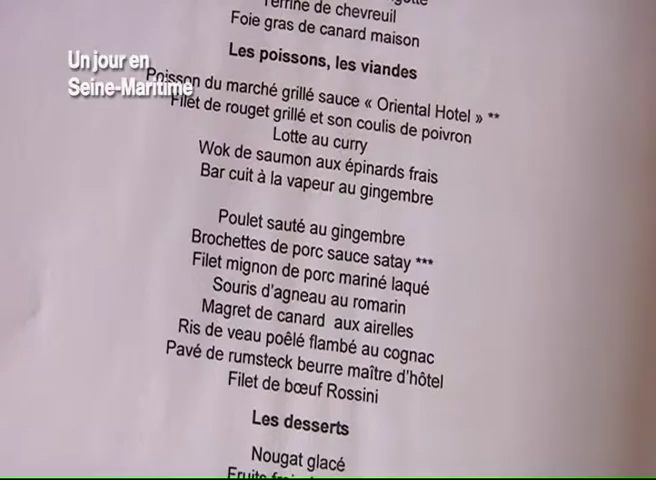 Terrine de chevreuil
Foie gras de canard maison
Les poissons, les viandes
Un jour en
Seine-Maritime
Poisson du marché grillé sauce « Oriental Hotel » **
Filet de rouget grillé et son coulis de poivron
Lotte au curry
Wok de saumon aux épinards frais
Bar cuit à la vapeur au gingembre
Poulet sauté au gingembre
Brochettes de porc sauce satay ***
Filet mignon de porc mariné laqué
Souris d'agneau au romarin
Magret de canard aux airelles
Ris de veau poêlé flambé au cognac
Pavé de rumsteck beurre maître d'hôtel
Filet de bœuf Rossini
Les desserts
Nougat glacé
Fruits